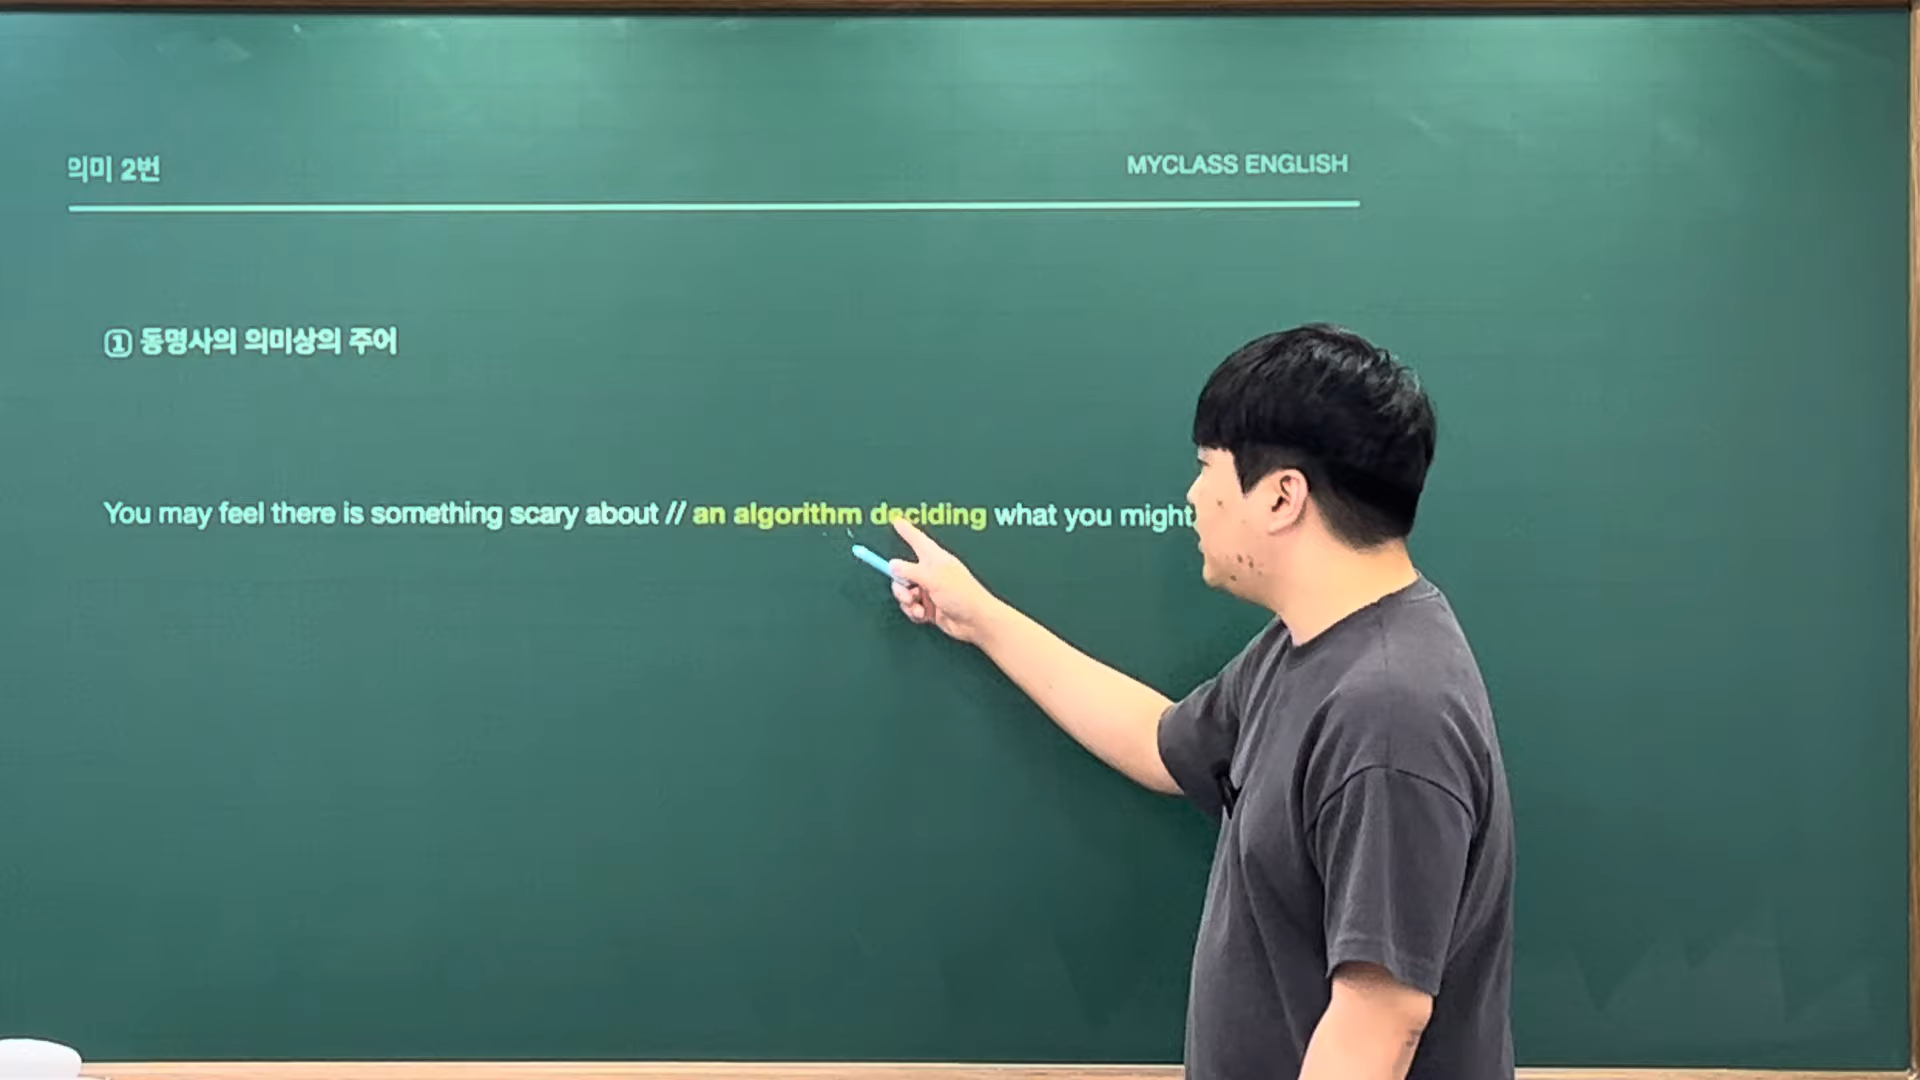 의미 2번
MYCLASS ENGLISH
① 동명사의 의미상의 주어
You may feel there is something scary about // an algorithm deciding what you might